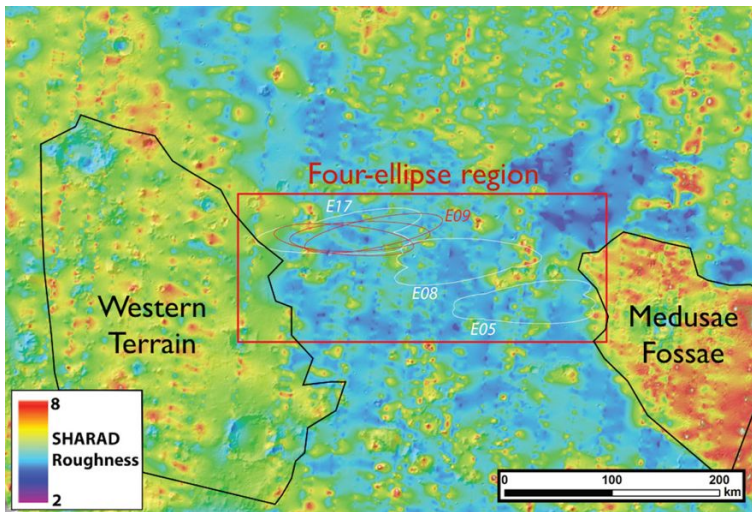 Four-ellipse region
E17
E09
E08
E05
Western
Terrain
Medusae
Fossae
8
SHARAD
Roughness
2
0 100 200
km